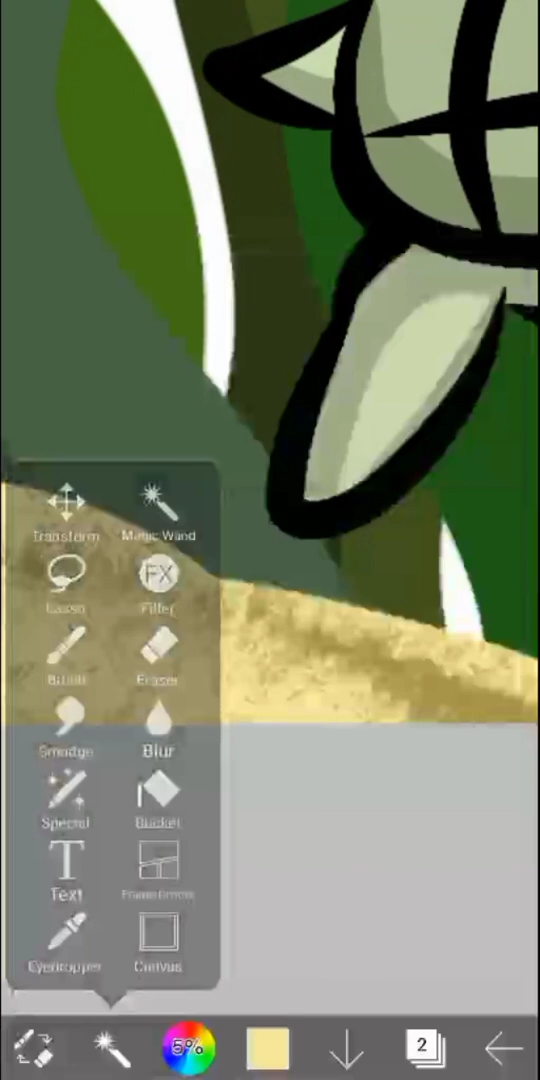 Transform Magic Wand
Lasso Filter
Brush Eraser
Smudge Blur
Special Bucket
Text
Eyedropper Canvas
5% 2
FX